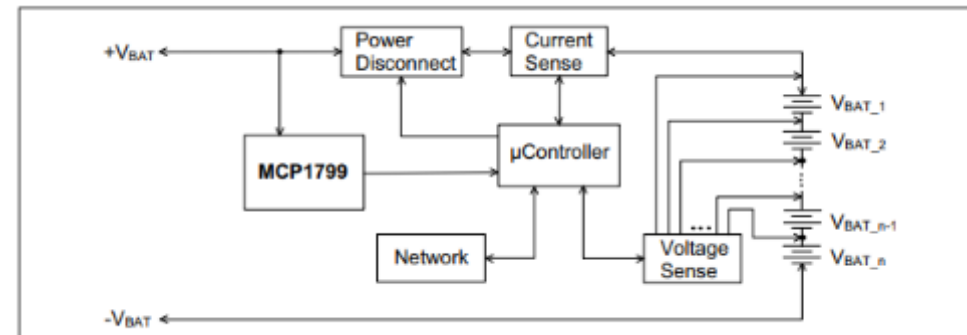 +VBAT
Power
Disconnect
Current
Sense
VBAT_1
VBAT_2
MCP1799
µController
VBAT_n-1
VBAT_n
Network
Voltage
Sense
-VBAT